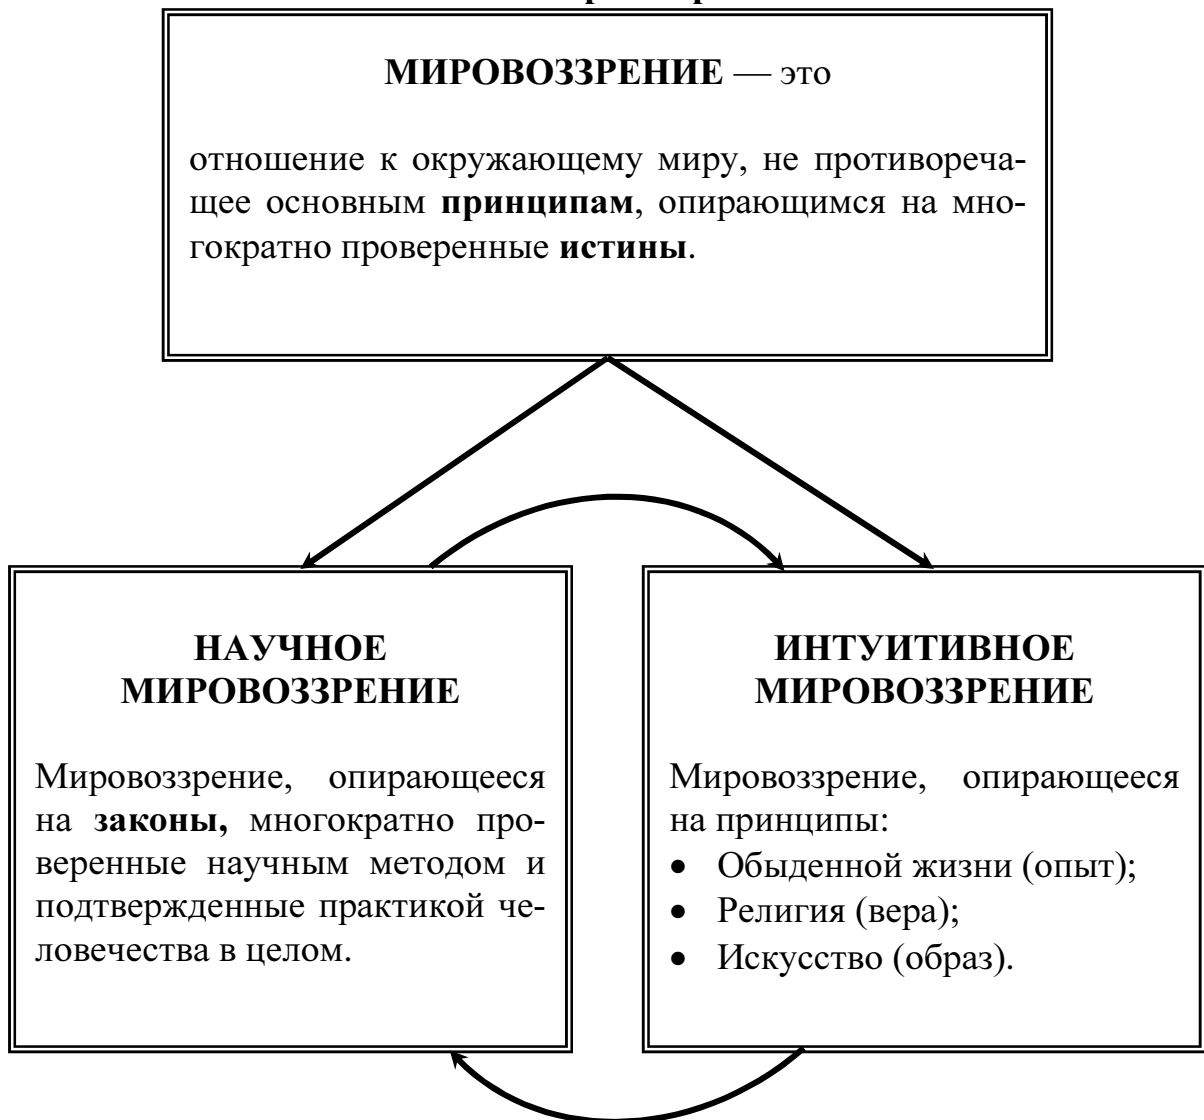 МИРОВОЗЗРЕНИЕ — это
отношение к окружающему миру, не противореча-
щее основным принципам, опирающимся на мно-
гократно проверенные истины.
НАУЧНОЕ
МИРОВОЗЗРЕНИЕ
Мировоззрение, опирающееся
на законы, многократно про-
веренные научным методом и
подтвержденные практикой че-
ловечества в целом.
ИНТУИТИВНОЕ
МИРОВОЗЗРЕНИЕ
Мировоззрение, опирающееся
на принципы:
• Обыденной жизни (опыт);
• Религия (вера);
• Искусство (образ).